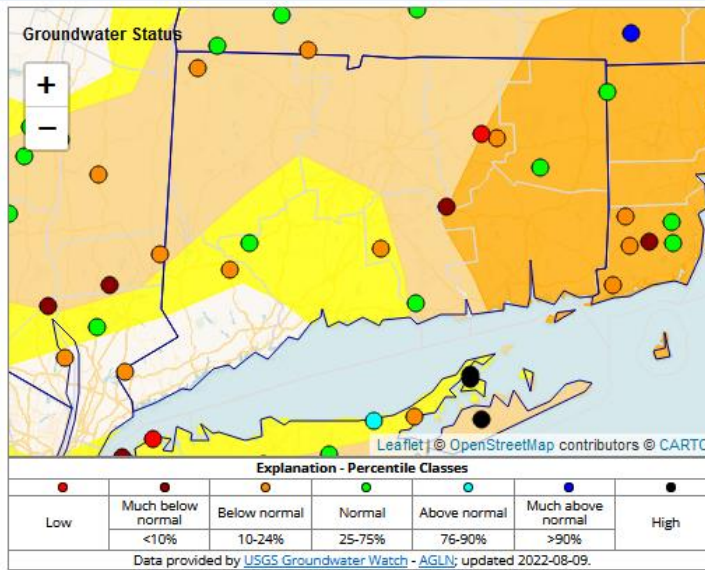 Groundwater Status
+
−
Leaflet | © OpenStreetMap contributors © CARTO
Explanation - Percentile Classes
Low
Much below normal
Below normal
Normal
Above normal
Much above normal
High
<10%
10-24%
25-75%
76-90%
>90%
Data provided by USGS Groundwater Watch - AGLN; updated 2022-08-09.